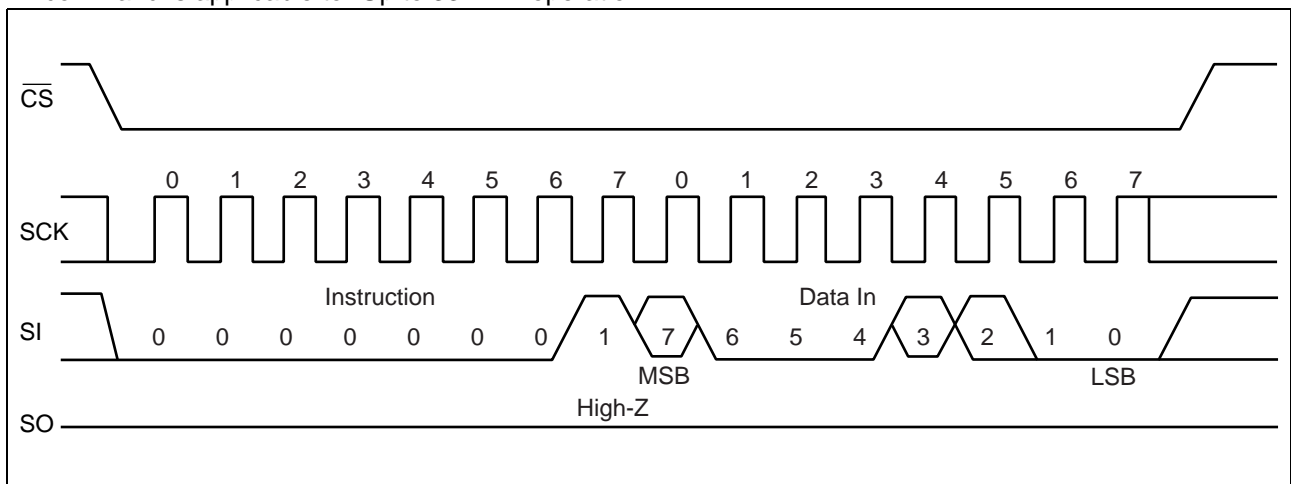 CS
0 1 2 3 4 5 6 7 0 1 2 3 4 5 6 7
SCK
Instruction Data In
SI 0 0 0 0 0 0 0 1 7 6 5 4 3 2 1 0
MSB LSB
High-Z
SO